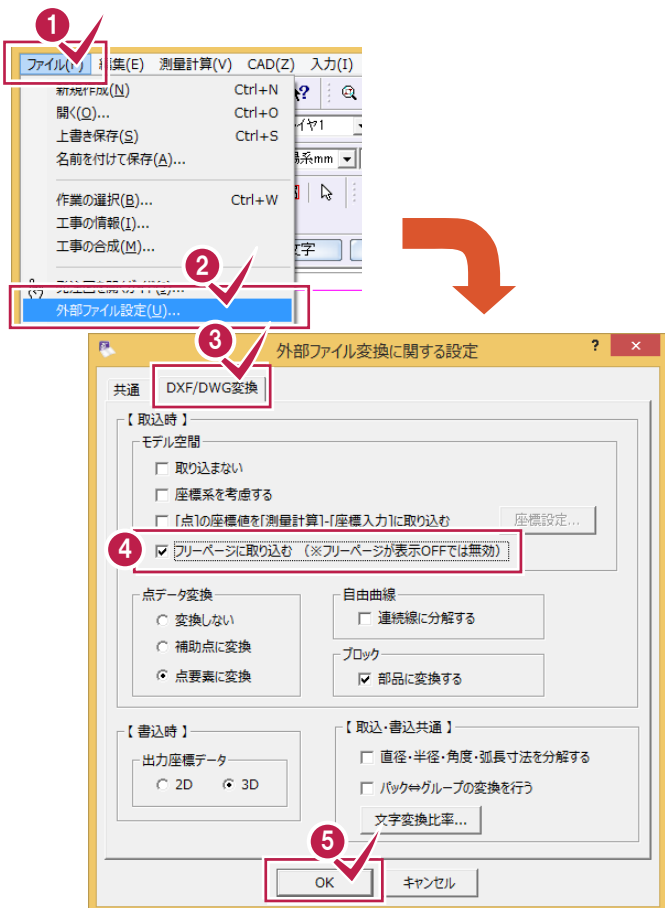 1
ファイル(F) 編集(E) 測量計算(V) CAD(Z) 入力(I)
新規作成(N) Ctrl+N
開く(O)... Ctrl+O
上書き保存(S) Ctrl+S
名前を付けて保存(A)...
イヤ1
系mm
作業の選択(B)... Ctrl+W
工事の情報(I)...
工事の合成(M)...
文字
2
外部ファイル設定(U)...
3
外部ファイル変換に関する設定 ? ×
共通 DXF/DWG変換
【 取込時 】
モデル空間
取り込まない
座標系を考慮する
「点」の座標値を「測量計算」-「座標入力」に取り込む 座標設定...
4 フリーページに取り込む (※フリーページが表示OFFでは無効)
点データ変換
変換しない
補助点に変換
点要素に変換
自由曲線
連続線に分解する
ブロック
部品に変換する
【 書込時 】
出力座標データ
2D 3D
【 取込・書込共通 】
直径・半径・角度・弧長寸法を分解する
パック⇔グループの変換を行う
文字変換比率...
5
OK キャンセル